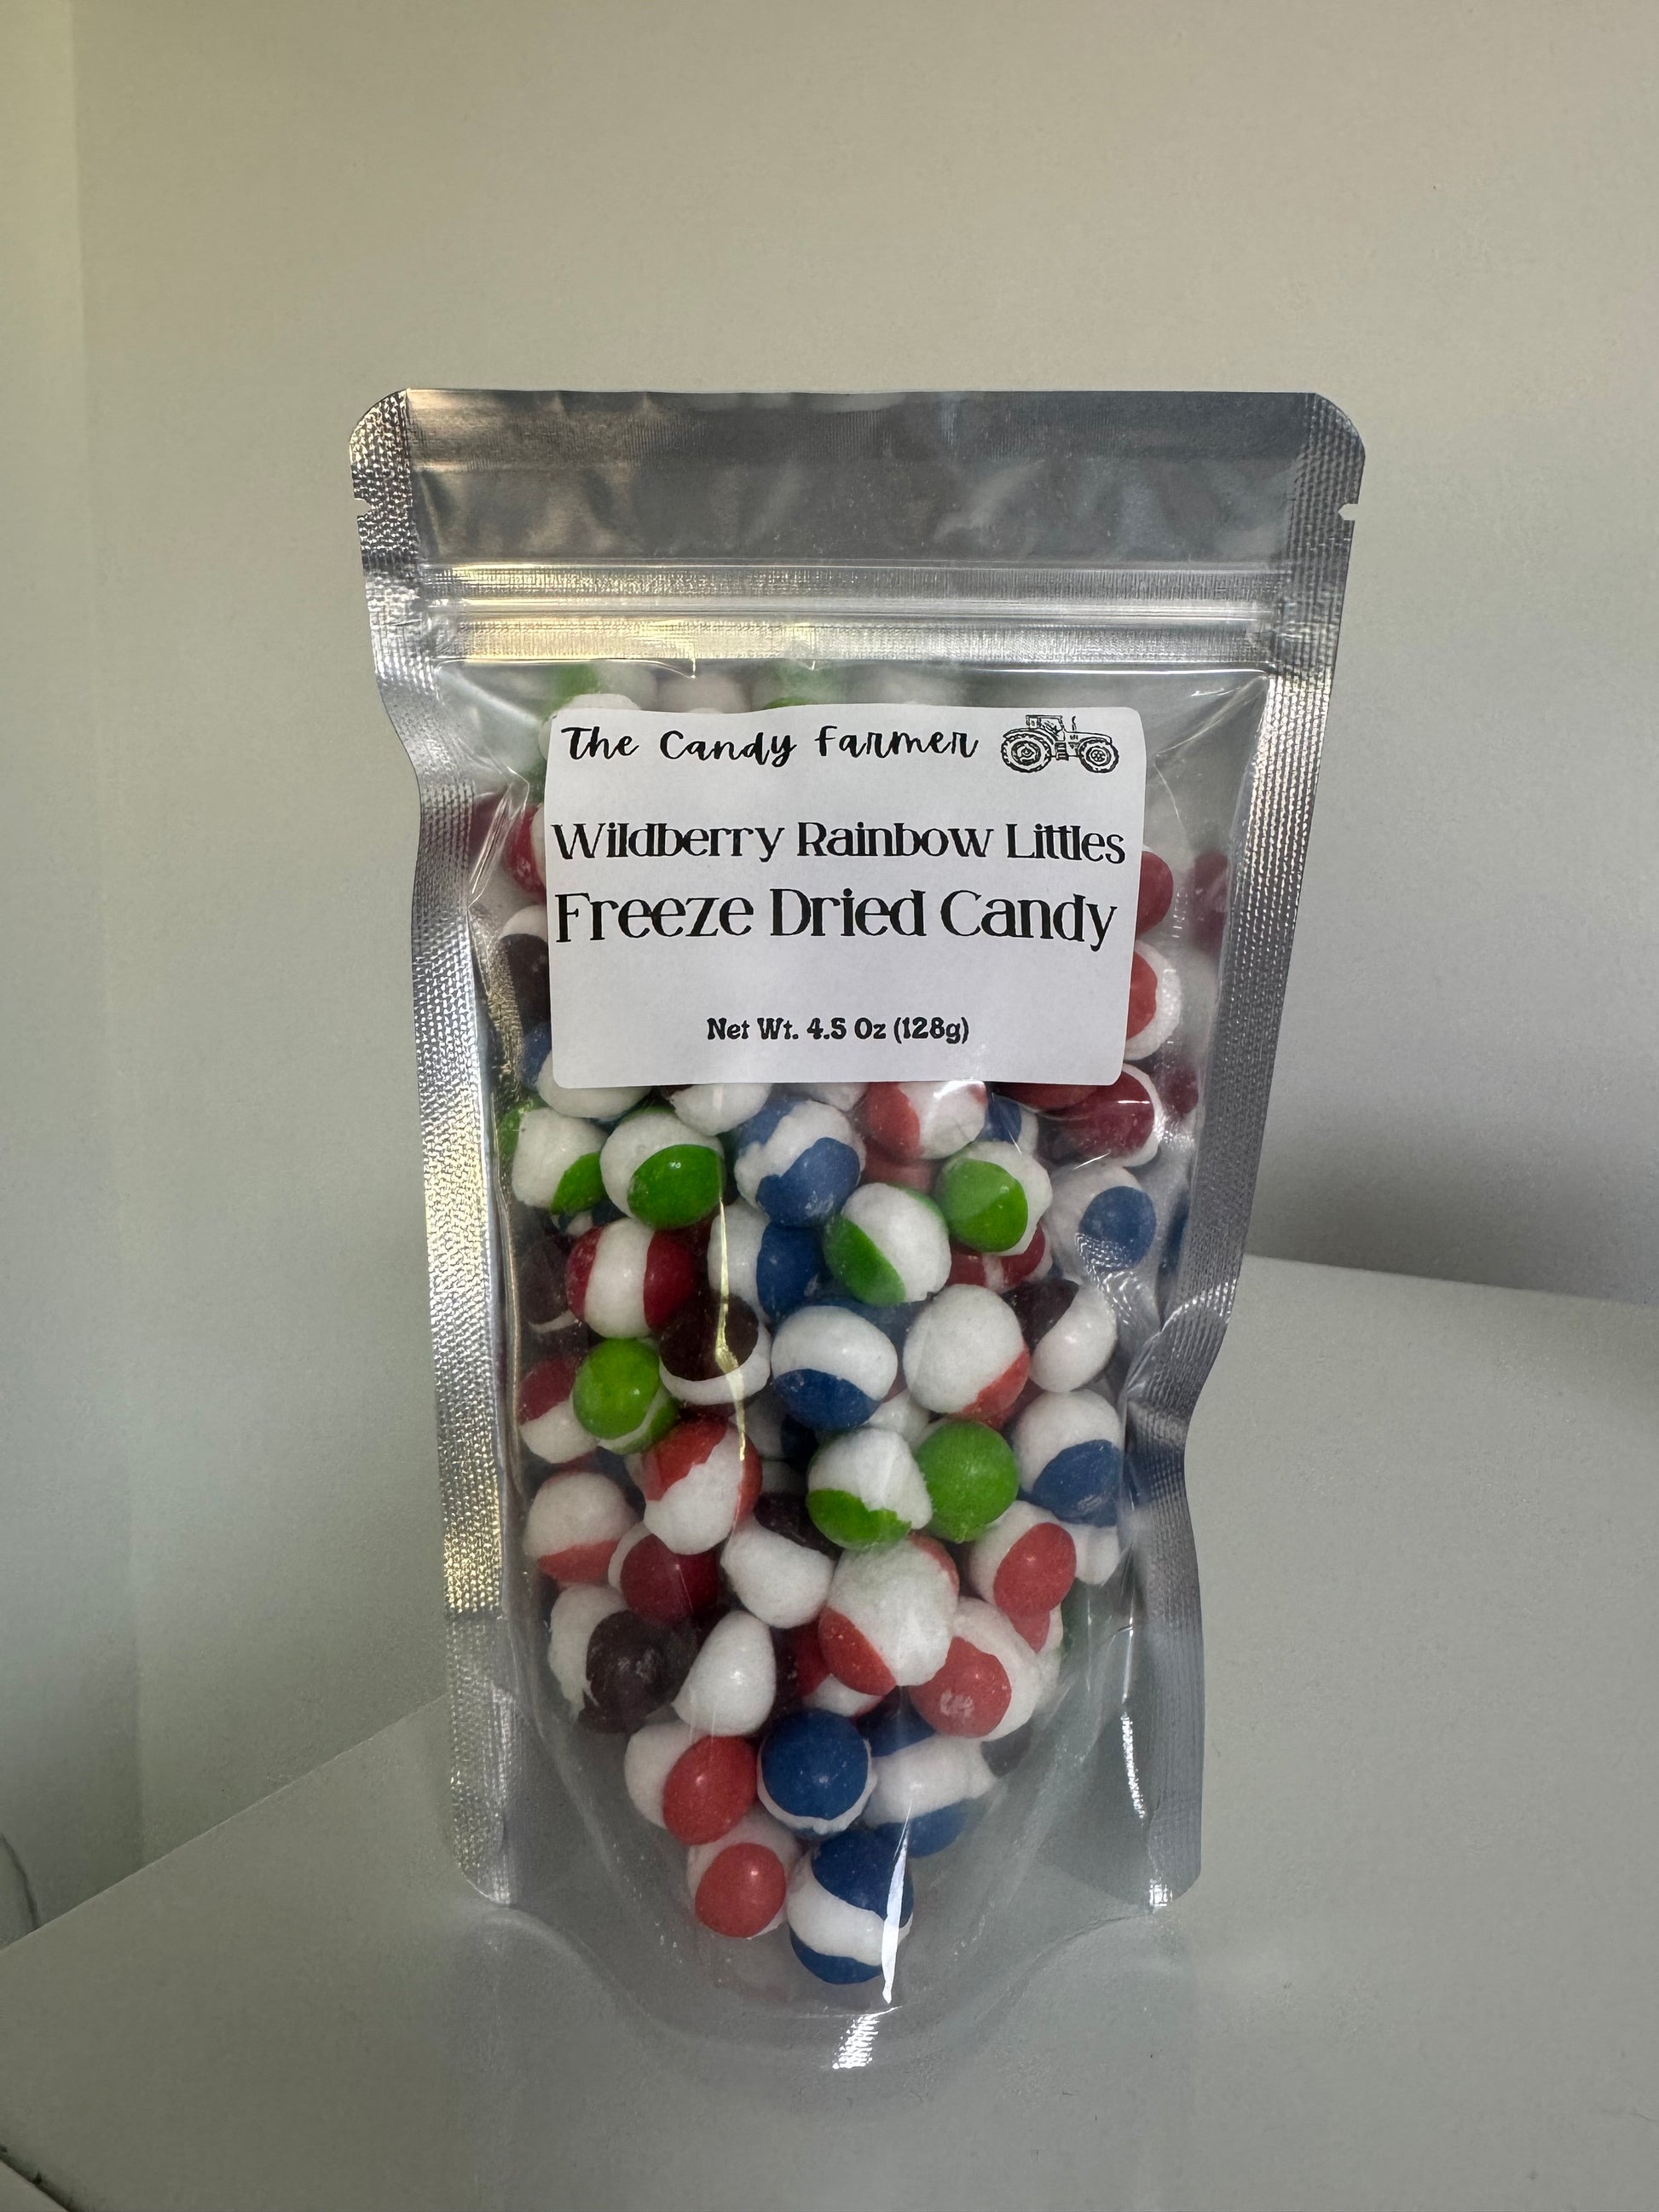 The Candy Farmer
Wildberry Rainbow Littles
Freeze Dried Candy
Net Wt. 4.5 Oz (128g)